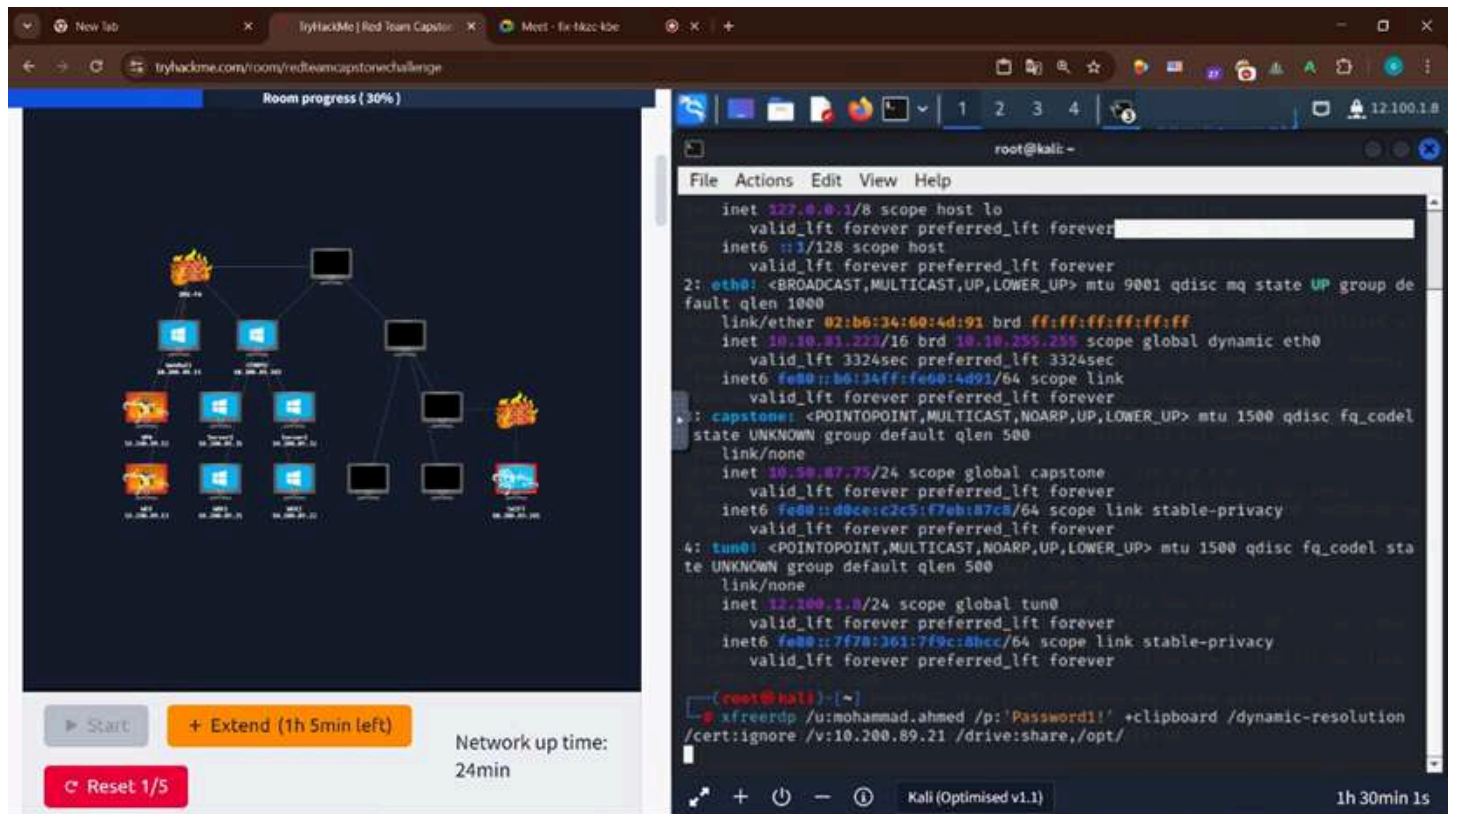 New Tab
TryHackMe | Red Team Capstor
Meet - fix-hkzc-kbe
tryhackme.com/room/redteamcapstonechallenge
Room progress ( 30% )
▶ Start
+ Extend (1h 5min left)
Network up time:
24min
Reset 1/5
1 2 3 4
12.100.1.8
root@kali: ~
File Actions Edit View Help
inet 127.0.0.1/8 scope host lo
valid_lft forever preferred_lft forever
inet6 ::1/128 scope host
valid_lft forever preferred_lft forever
2: eth0: <BROADCAST,MULTICAST,UP,LOWER_UP> mtu 9001 qdisc mq state UP group de
fault qlen 1000
link/ether 02:b6:34:60:4d:91 brd ff:ff:ff:ff:ff:ff
inet 10.10.81.223/16 brd 10.10.255.255 scope global dynamic eth0
valid_lft 3324sec preferred_lft 3324sec
inet6 fe80::b6:34ff:fe60:4d91/64 scope link
valid_lft forever preferred_lft forever
: capstone: <POINTOPOINT,MULTICAST,NOARP,UP,LOWER_UP> mtu 1500 qdisc fq_codel
state UNKNOWN group default qlen 500
link/none
inet 10.50.87.75/24 scope global capstone
valid_lft forever preferred_lft forever
inet6 fe80::d0ce:c2c5:f7eb:87c8/64 scope link stable-privacy
valid_lft forever preferred_lft forever
4: tun0: <POINTOPOINT,MULTICAST,NOARP,UP,LOWER_UP> mtu 1500 qdisc fq_codel sta
te UNKNOWN group default qlen 500
link/none
inet 12.100.1.8/24 scope global tun0
valid_lft forever preferred_lft forever
inet6 fe80::7f78:361:7f9c:8bcc/64 scope link stable-privacy
valid_lft forever preferred_lft forever
(root㉿kali)-[~]
# xfreerdp /u:mohammad.ahmed /p:'Password1!' +clipboard /dynamic-resolution
/cert:ignore /v:10.200.89.21 /drive:share,/opt/
Kali (Optimised v1.1)
1h 30min 1s